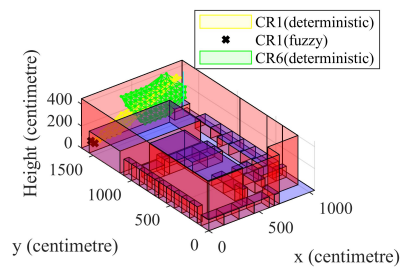 CR1(deterministic)
CR1(fuzzy)
CR6(deterministic)
Height (centimetre)
400
200
0
1500
1000
500
0
y (centimetre)
0
500
1000
x (centimetre)